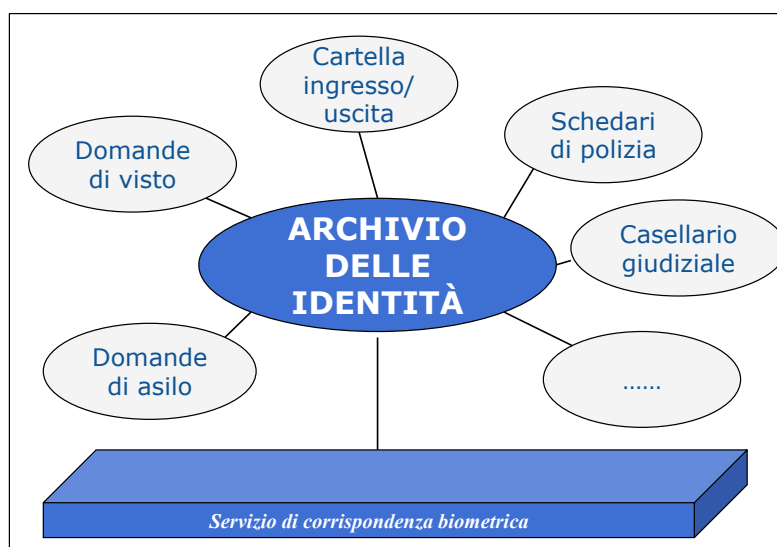 Cartella
ingresso/
uscita
Schedari
di polizia
Domande
di visto
ARCHIVIO
DELLE
IDENTITÀ
Casellario
giudiziale
Domande
di asilo
......
Servizio di corrispondenza biometrica